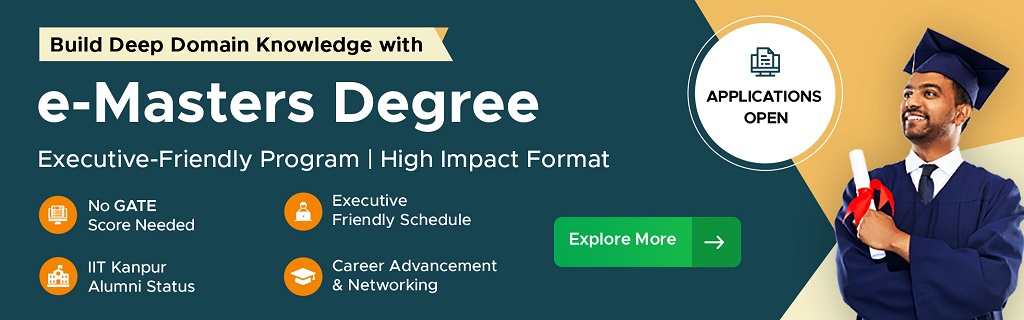 Build Deep Domain Knowledge with
e-Masters Degree
Executive-Friendly Program | High Impact Format
No GATE
Score Needed
Executive
Friendly Schedule
IIT Kanpur
Alumni Status
Career Advancement
& Networking
Explore More
APPLICATIONS
OPEN